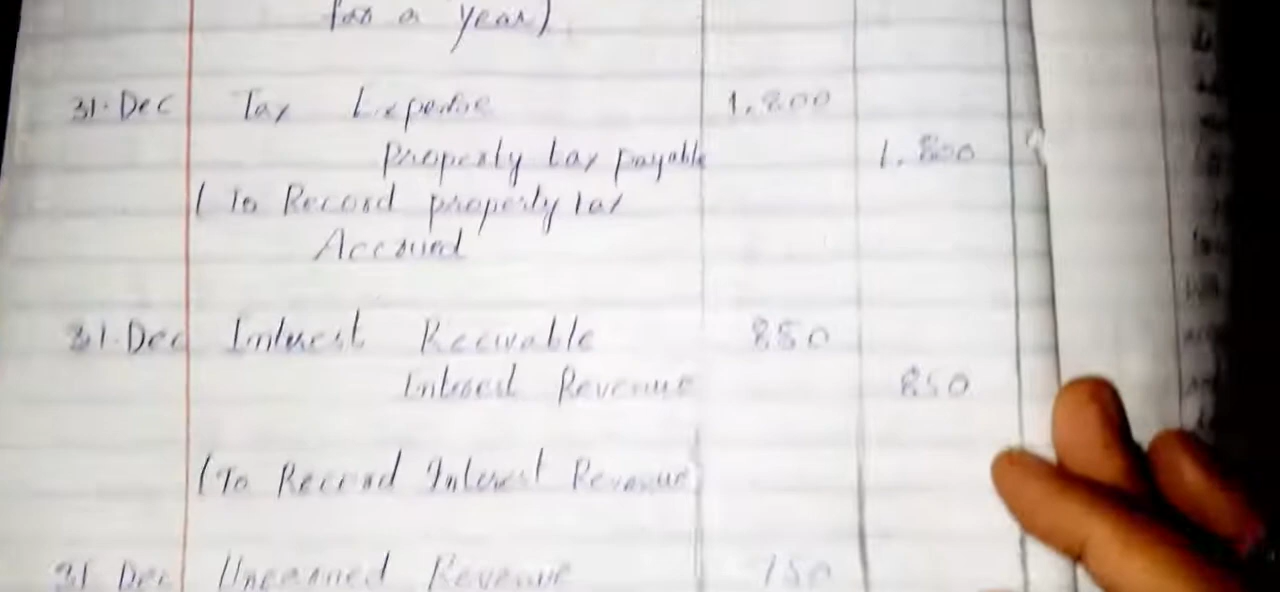 for a year)
31. Dec Tax Expense 1.800
Property tax payable 1.800
( To Record property tax
Accrued
31. Dec Interest Receivable 850
Interest Revenue 850
(To Record Interest Revenue)
31 Dec Unearned Revenue 150